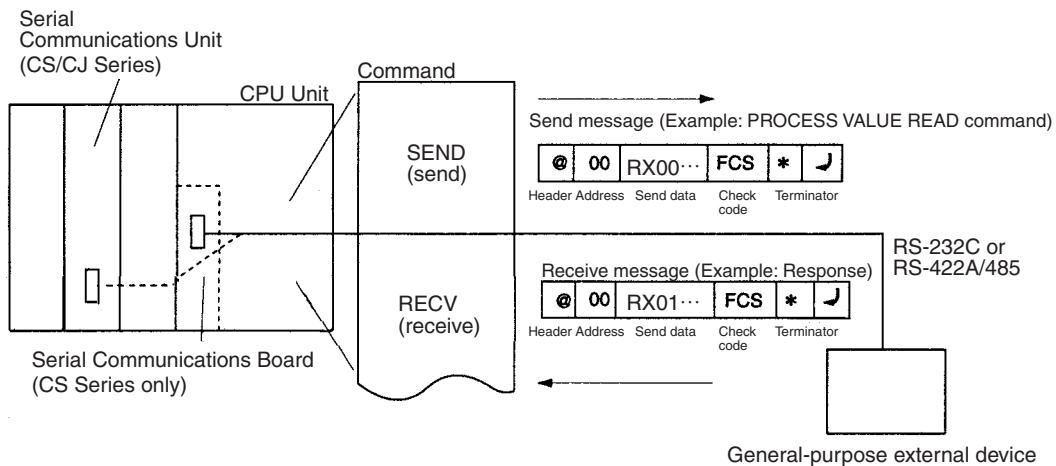 Serial
Communications Unit
(CS/CJ Series)
CPU Unit
Command
SEND
(send)
RECV
(receive)
Send message (Example: PROCESS VALUE READ command)
@ 00 RX00··· FCS *
Header Address Send data Check code Terminator
RS-232C or
RS-422A/485
Receive message (Example: Response)
@ 00 RX01··· FCS *
Header Address Send data Check code Terminator
Serial Communications Board
(CS Series only)
General-purpose external device